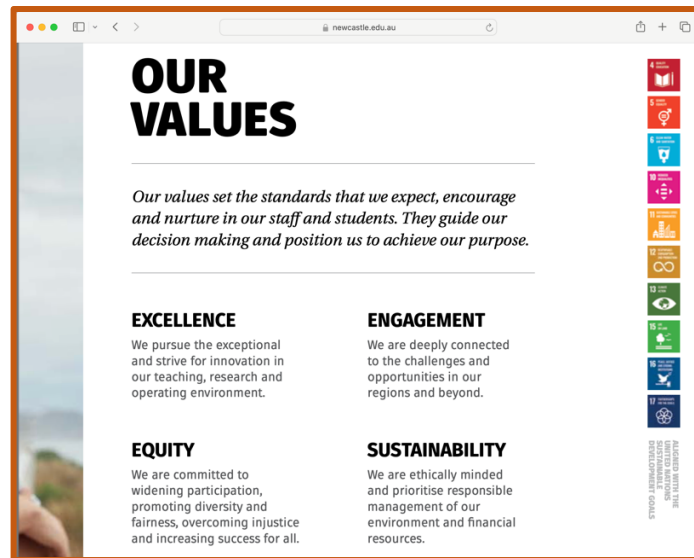 newcastle.edu.au
OUR
VALUES
Our values set the standards that we expect, encourage
and nurture in our staff and students. They guide our
decision making and position us to achieve our purpose.
EXCELLENCE
We pursue the exceptional
and strive for innovation in
our teaching, research and
operating environment.
ENGAGEMENT
We are deeply connected
to the challenges and
opportunities in our
regions and beyond.
EQUITY
We are committed to
widening participation,
promoting diversity and
fairness, overcoming injustice
and increasing success for all.
SUSTAINABILITY
We are ethically minded
and prioritise responsible
management of our
environment and financial
resources.
4
5
6
10
11
12
13
15
16
17
ALIGNED WITH THE
UNITED NATIONS
SUSTAINABLE
DEVELOPMENT GOALS